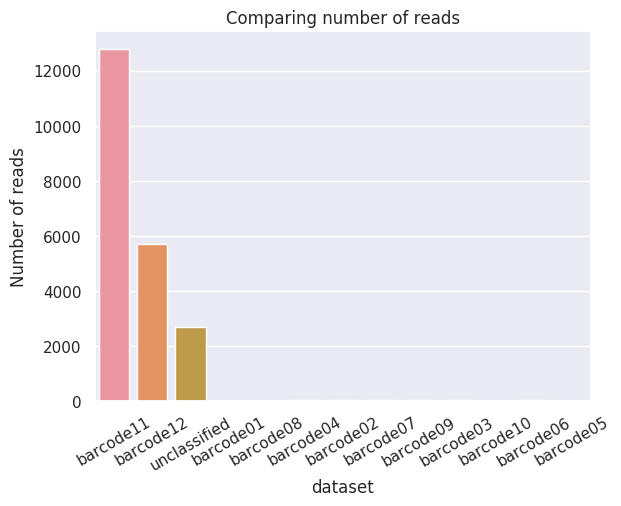 Comparing number of reads
Number of reads
12000
10000
8000
6000
4000
2000
0
barcode11
barcode12
unclassified
barcode01
barcode08
barcode04
barcode02
barcode07
barcode09
barcode03
barcode10
barcode06
barcode05
dataset